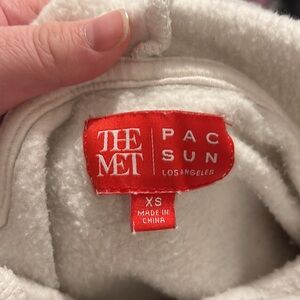 THE
MET
PAC
SUN
LOS ANGELES
XS
MADE IN
CHINA